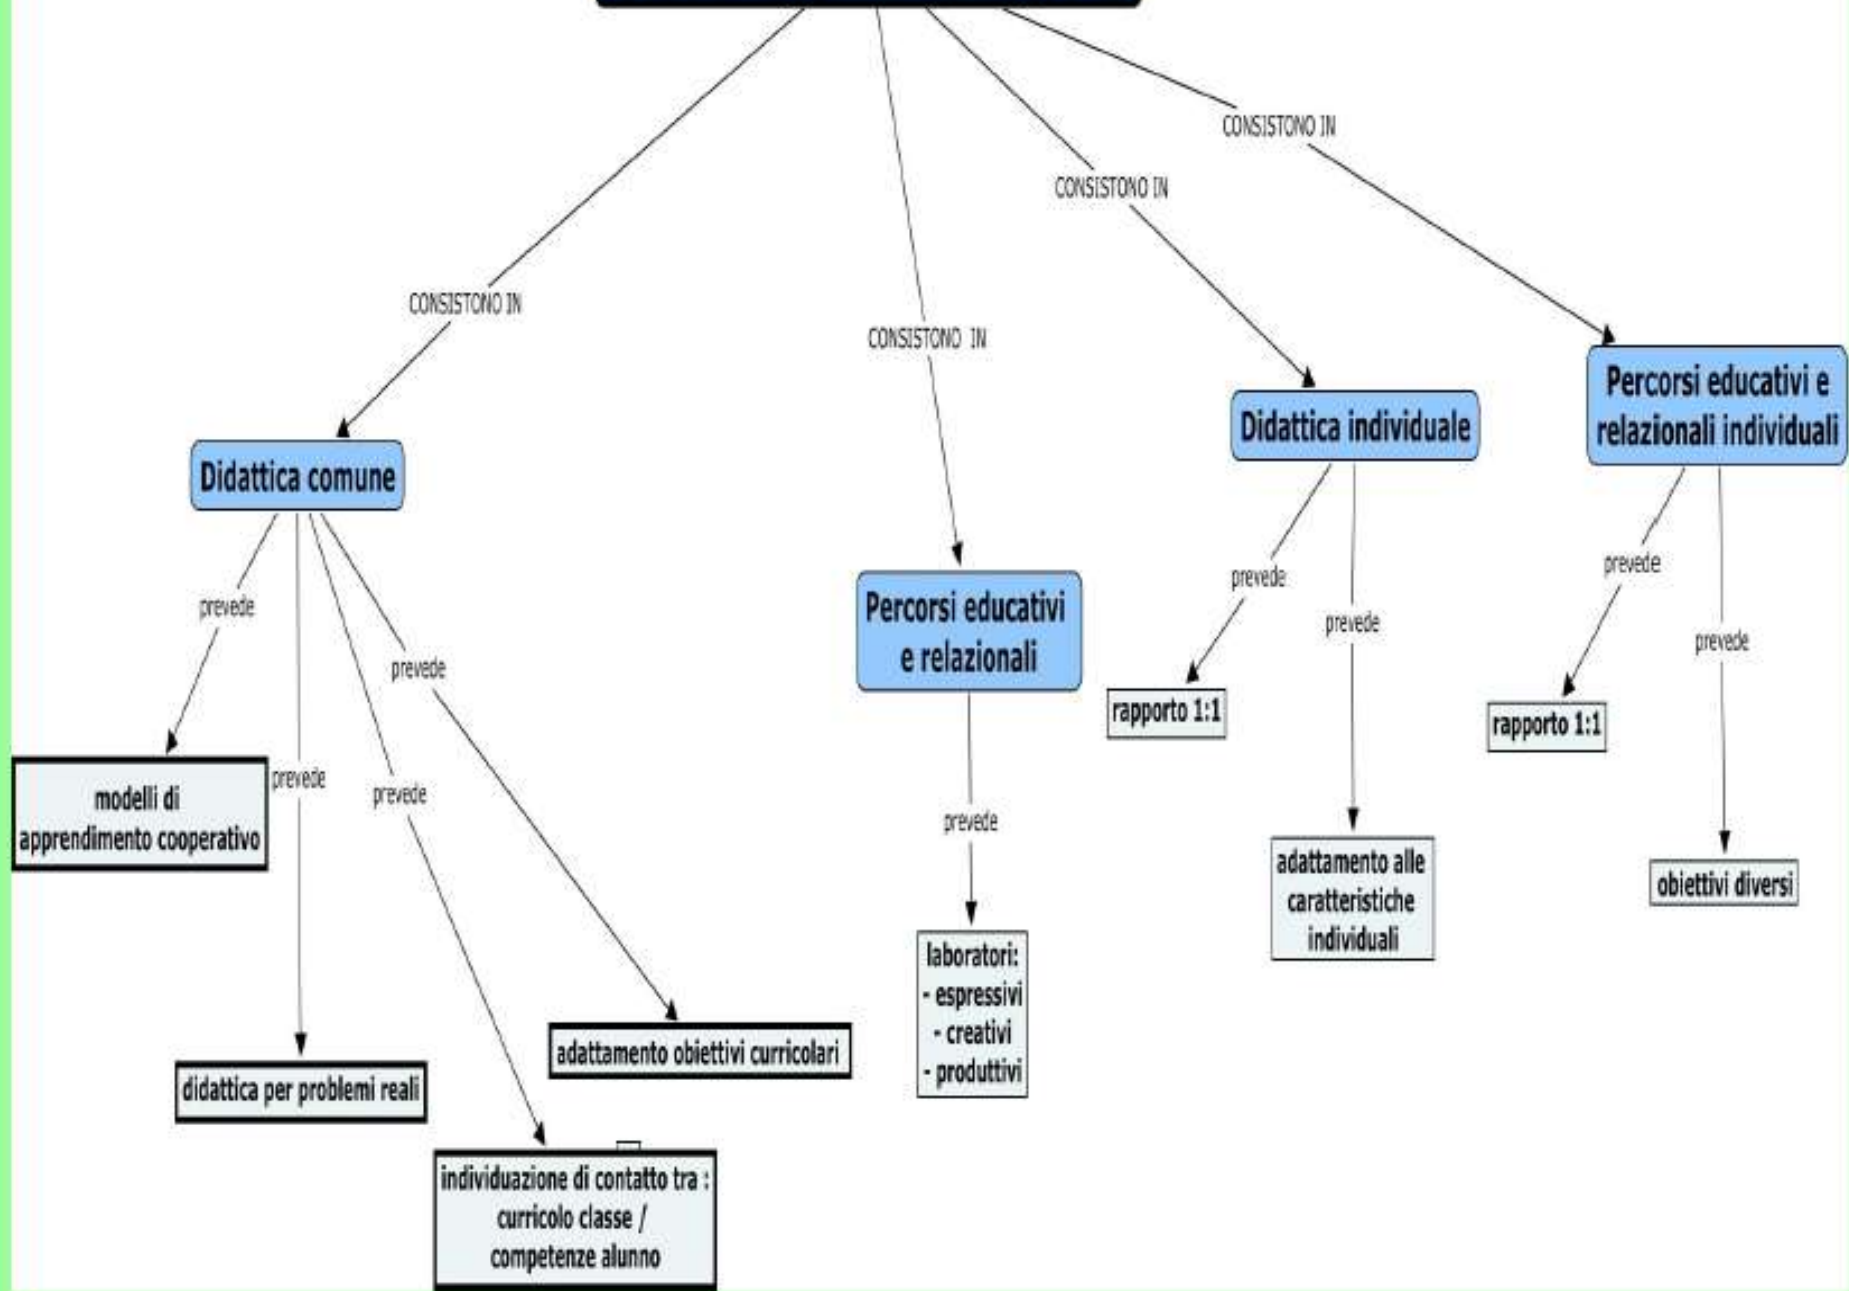 CONSISTONO IN
CONSISTONO IN
CONSISTONO IN
CONSISTONO IN
Percorsi educativi e
relazionali individuali
Didattica individuale
Didattica comune
Percorsi educativi
e relazionali
prevede
prevede
prevede
prevede
prevede
prevede
prevede
prevede
prevede
rapporto 1:1
rapporto 1:1
modelli di
apprendimento cooperativo
adattamento alle
caratteristiche
individuali
obiettivi diversi
laboratori:
- espressivi
- creativi
- produttivi
adattamento obiettivi curricolari
didattica per problemi reali
individuazione di contatto tra :
curricolo classe /
competenze alunno